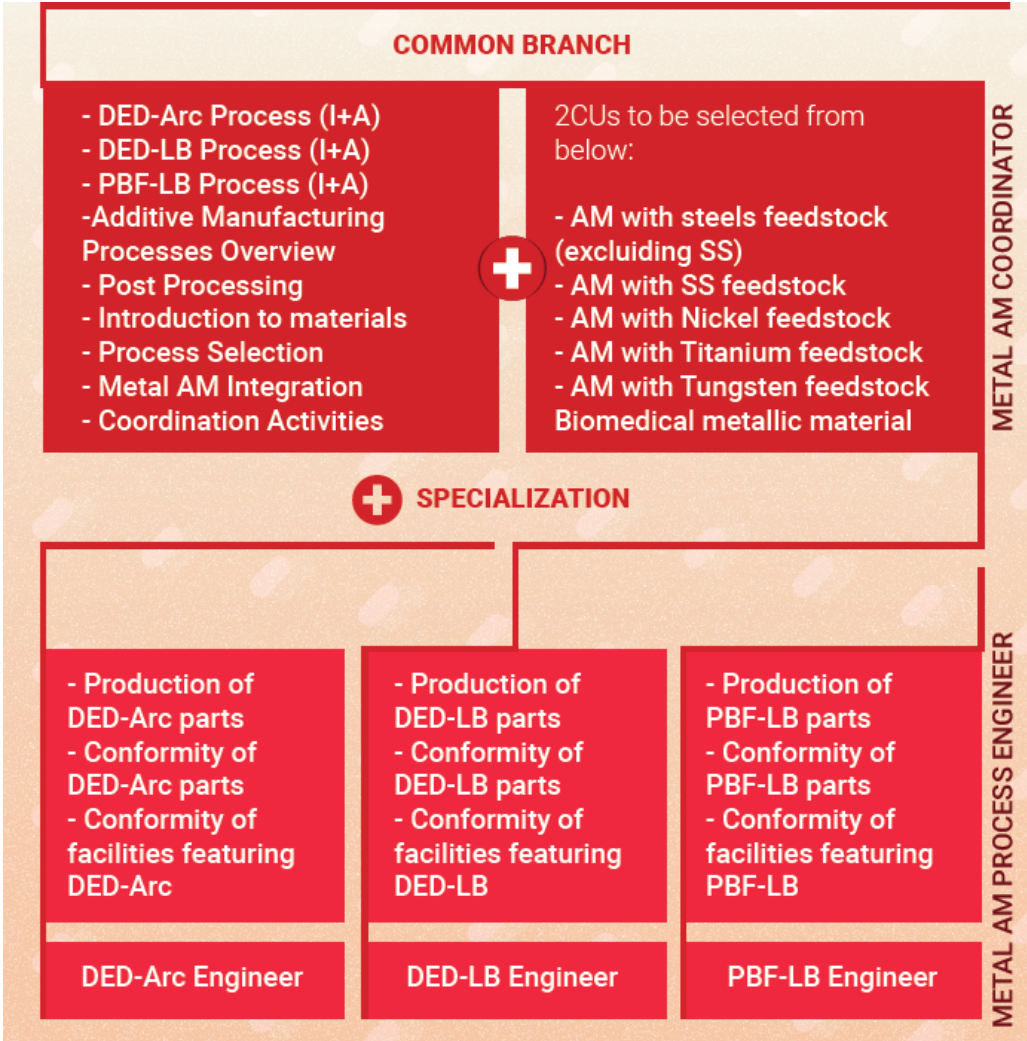 COMMON BRANCH
- DED-Arc Process (I+A)
- DED-LB Process (I+A)
- PBF-LB Process (I+A)
-Additive Manufacturing
Processes Overview
- Post Processing
- Introduction to materials
- Process Selection
- Metal AM Integration
- Coordination Activities
2CUs to be selected from
below:
- AM with steels feedstock
(excluiding SS)
- AM with SS feedstock
- AM with Nickel feedstock
- AM with Titanium feedstock
- AM with Tungsten feedstock
Biomedical metallic material
METAL AM COORDINATOR
SPECIALIZATION
- Production of
DED-Arc parts
- Conformity of
DED-Arc parts
- Conformity of
facilities featuring
DED-Arc
DED-Arc Engineer
- Production of
DED-LB parts
- Conformity of
DED-LB parts
- Conformity of
facilities featuring
DED-LB
DED-LB Engineer
- Production of
PBF-LB parts
- Conformity of
PBF-LB parts
- Conformity of
facilities featuring
PBF-LB
PBF-LB Engineer
METAL AM PROCESS ENGINEER